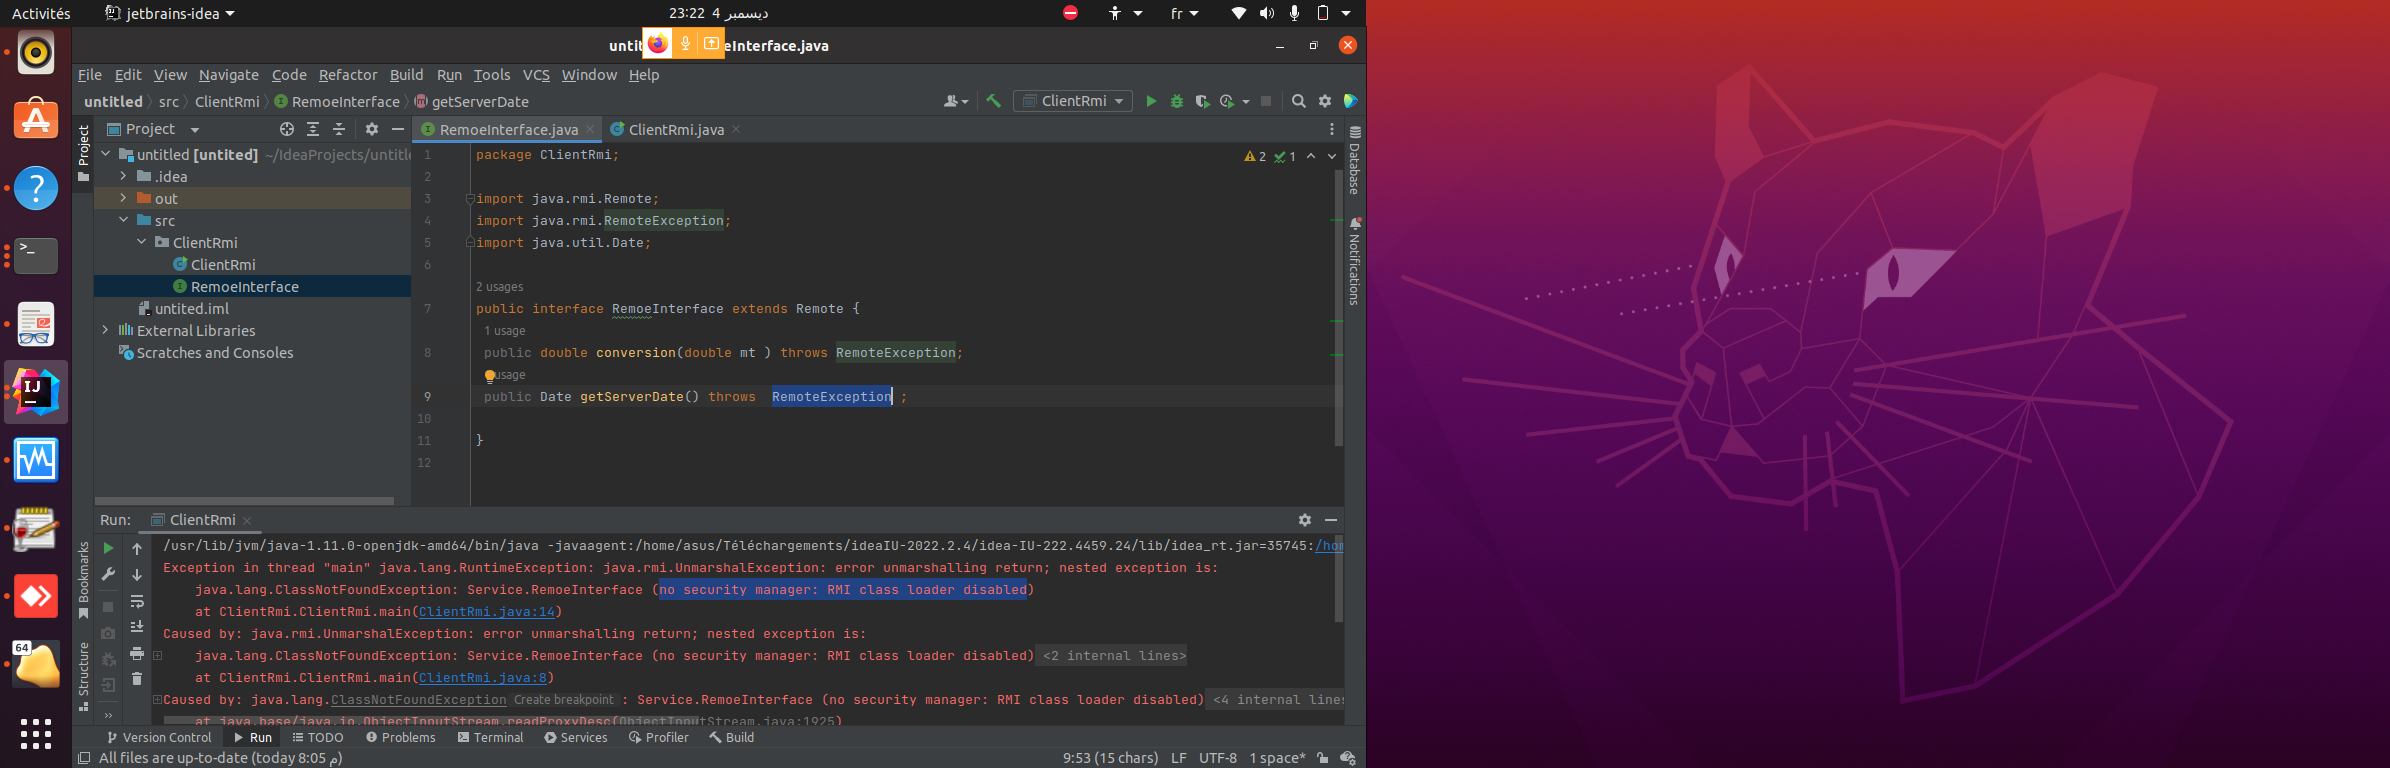 Activités
jetbrains-idea
23:22 4 ديسمبر
fr
eInterface.java
File Edit View Navigate Code Refactor Build Run Tools VCS Window Help
untitled src ClientRmi RemoeInterface getServerDate
ClientRmi
Project
RemoeInterface.java
ClientRmi.java
Project
untitled [untited] ~/IdeaProjects/untitle
.idea
out
src
ClientRmi
ClientRmi
RemoeInterface
untited.iml
External Libraries
Scratches and Consoles
2 1
1 package ClientRmi;
2
3 import java.rmi.Remote;
4 import java.rmi.RemoteException;
5 import java.util.Date;
6
2 usages
7 public interface RemoeInterface extends Remote {
1 usage
8 public double conversion(double mt ) throws RemoteException;
usage
9 public Date getServerDate() throws  RemoteException ;
10
11 }
12
Database
Notifications
Run: ClientRmi
/usr/lib/jvm/java-1.11.0-openjdk-amd64/bin/java -javaagent:/home/asus/Téléchargements/ideaIU-2022.2.4/idea-IU-222.4459.24/lib/idea_rt.jar=35745:/hom
Exception in thread "main" java.lang.RuntimeException: java.rmi.UnmarshalException: error unmarshalling return; nested exception is:
java.lang.ClassNotFoundException: Service.RemoeInterface (no security manager: RMI class loader disabled)
at ClientRmi.ClientRmi.main(ClientRmi.java:14)
Caused by: java.rmi.UnmarshalException: error unmarshalling return; nested exception is:
java.lang.ClassNotFoundException: Service.RemoeInterface (no security manager: RMI class loader disabled) <2 internal lines>
at ClientRmi.ClientRmi.main(ClientRmi.java:8)
Caused by: java.lang.ClassNotFoundException Create breakpoint : Service.RemoeInterface (no security manager: RMI class loader disabled) <4 internal lines
at java.base/java.io.ObjectInputStream.readProxyDesc(ObjectInputStream.java:1925)
Bookmarks
Structure
64
Version Control Run TODO Problems Terminal Services Profiler Build
All files are up-to-date (today 8:05 م)
9:53 (15 chars) LF UTF-8 1 space*